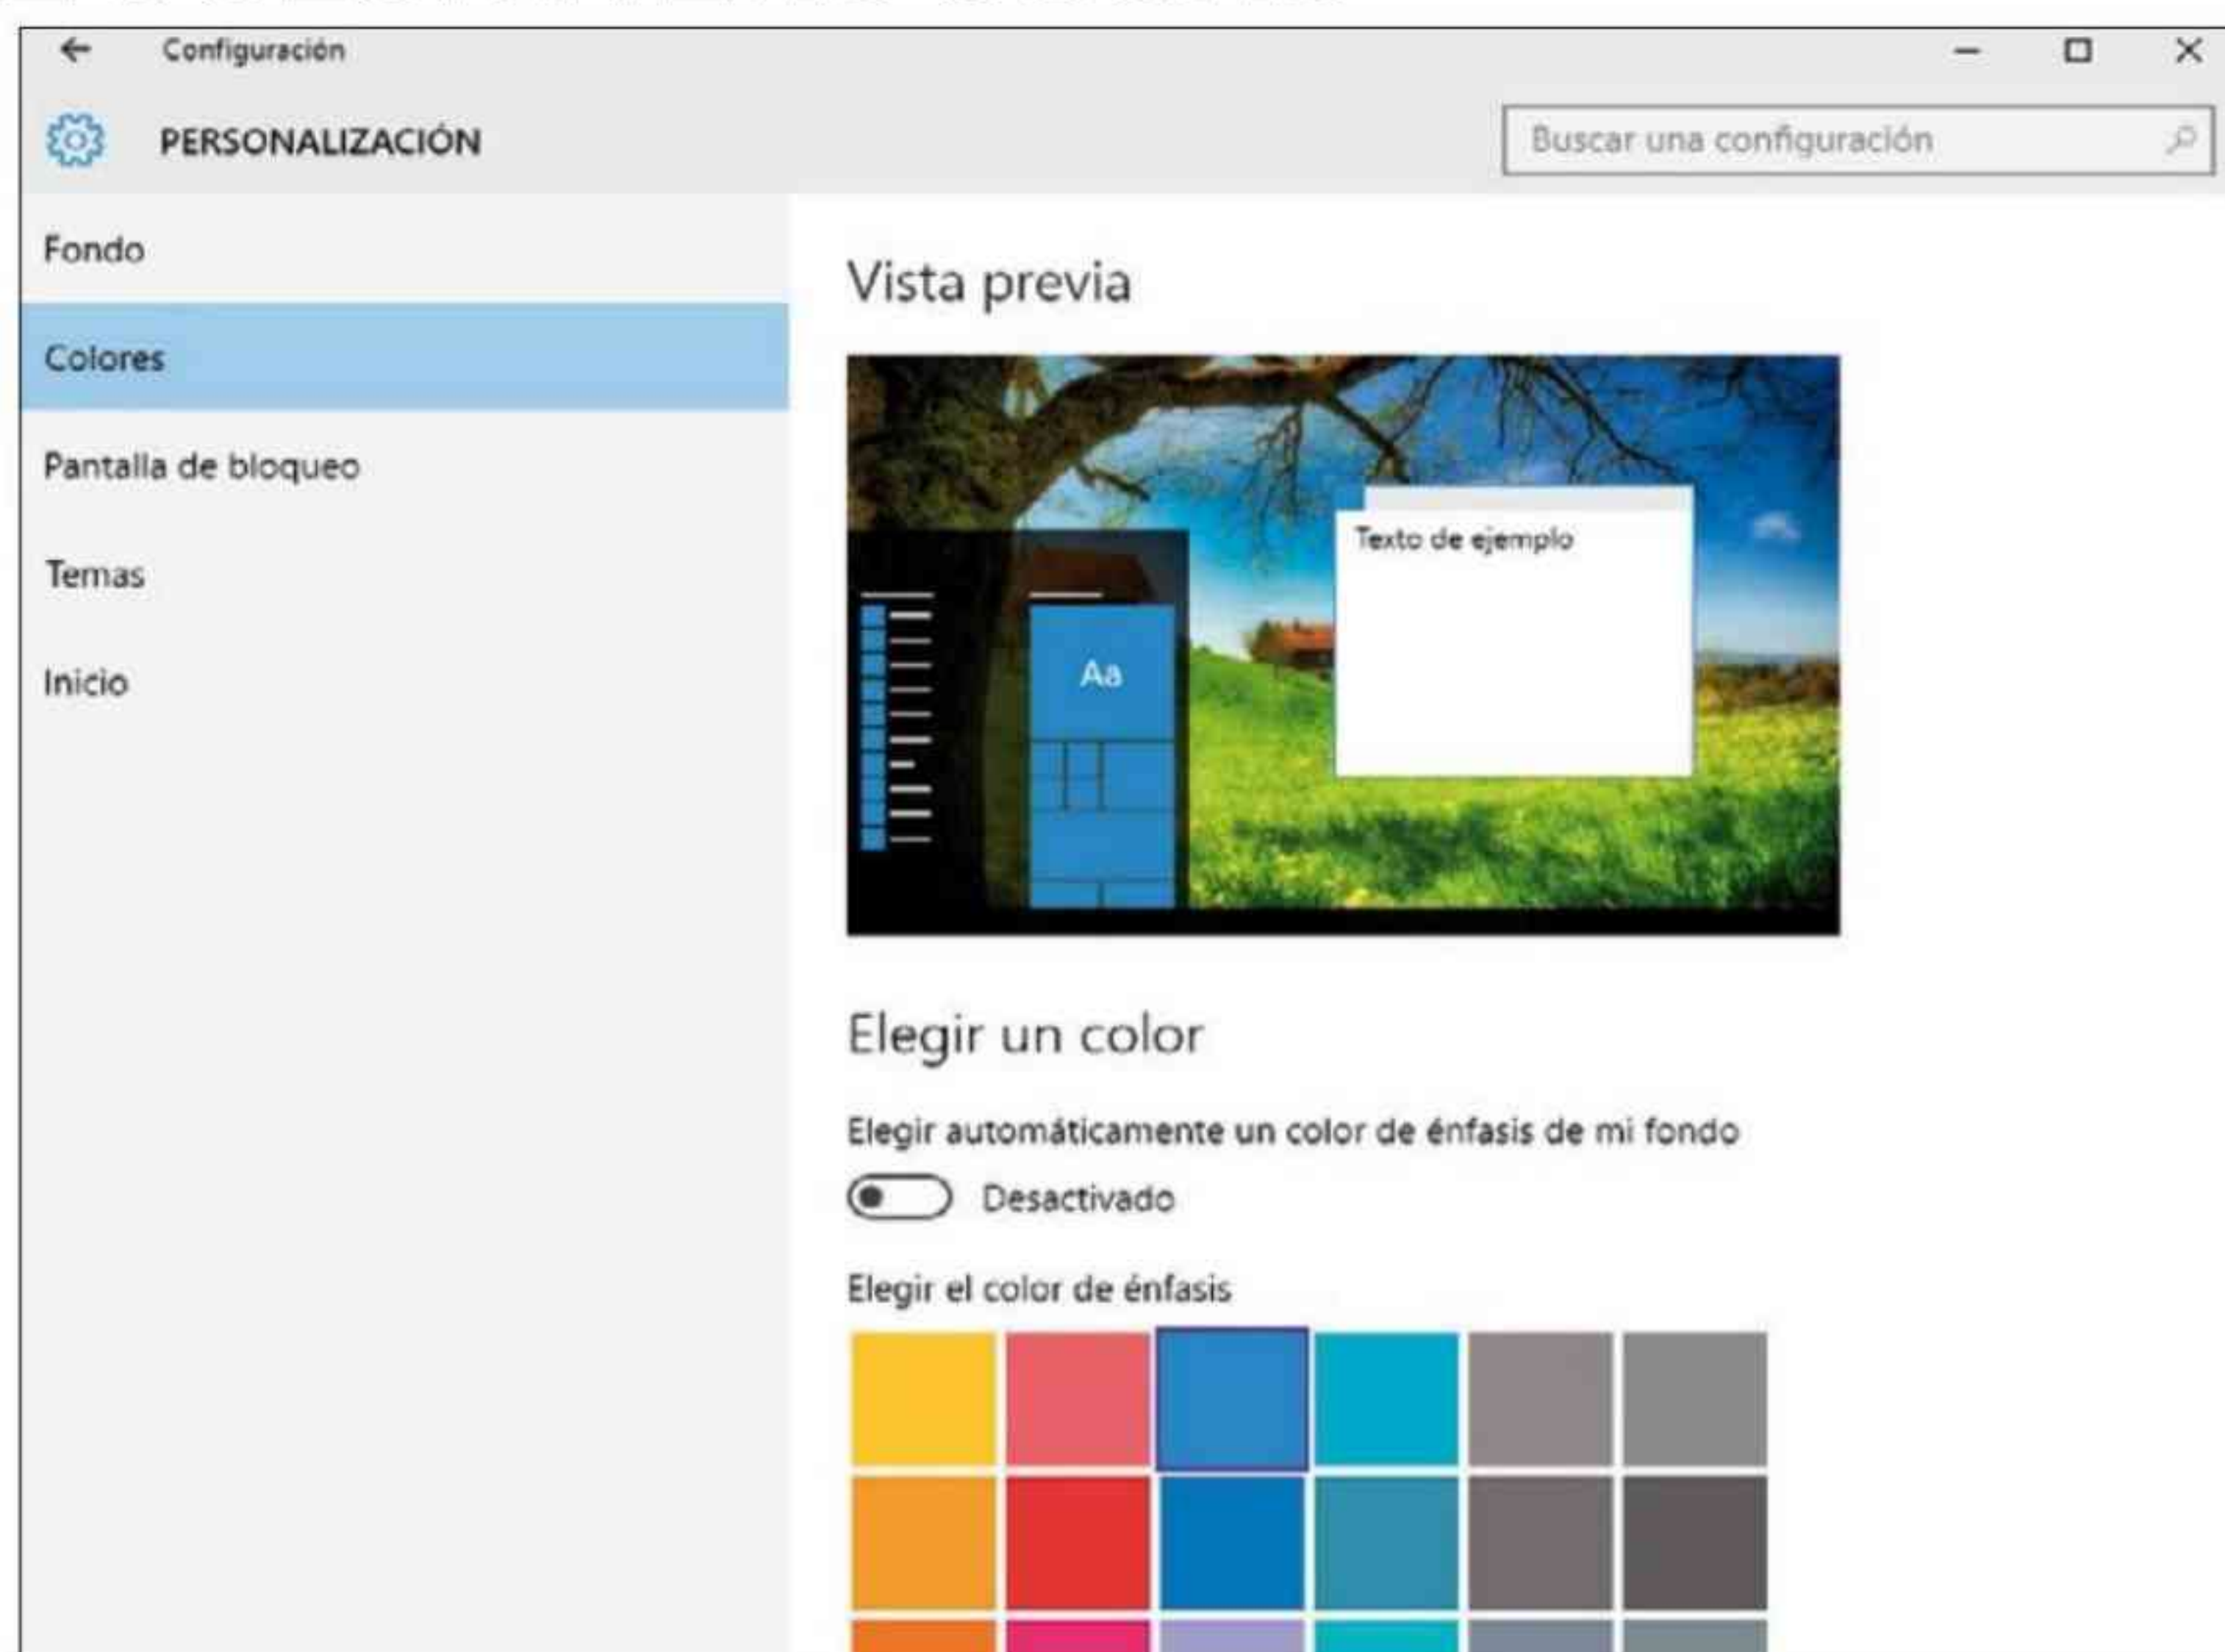 Configuración
PERSONALIZACIÓN
Buscar una configuración
Fondo
Colores
Pantalla de bloqueo
Temas
Inicio
Vista previa
Texto de ejemplo
Aa
Elegir un color
Elegir automáticamente un color de énfasis de mi fondo
Desactivado
Elegir el color de énfasis